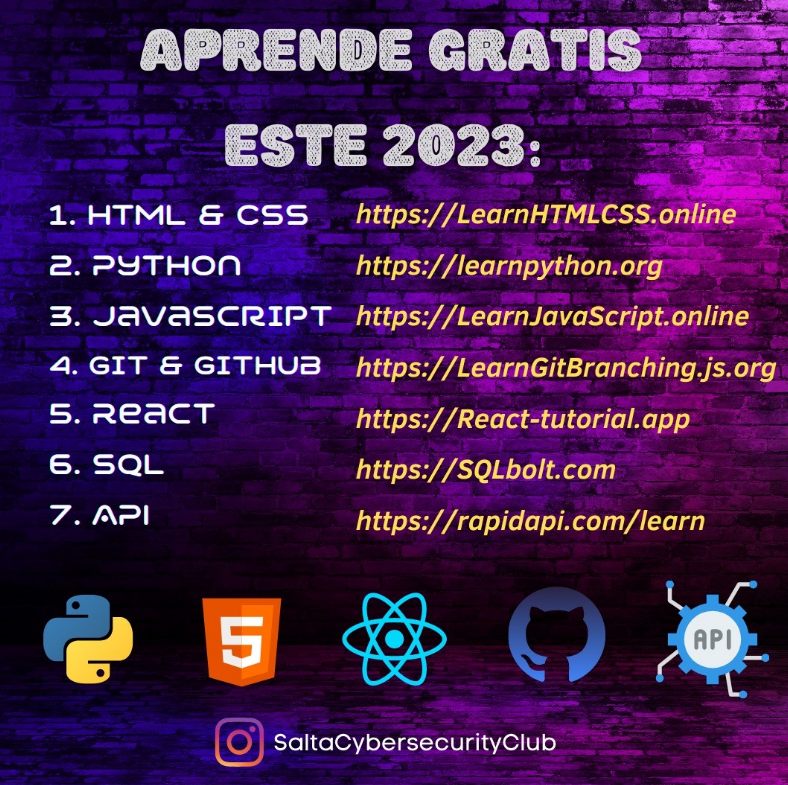 APRENDE GRATIS
ESTE 2023:
1. HTML & CSS https://LearnHTMLCSS.online
2. PYTHON https://learnpython.org
3. JavaSCRIPT https://LearnJavaScript.online
4. GIT & GITHUB https://LearnGitBranching.js.org
5. React https://React-tutorial.app
6. SQL https://SQLbolt.com
7. API https://rapidapi.com/learn
5
API
SaltaCybersecurityClub